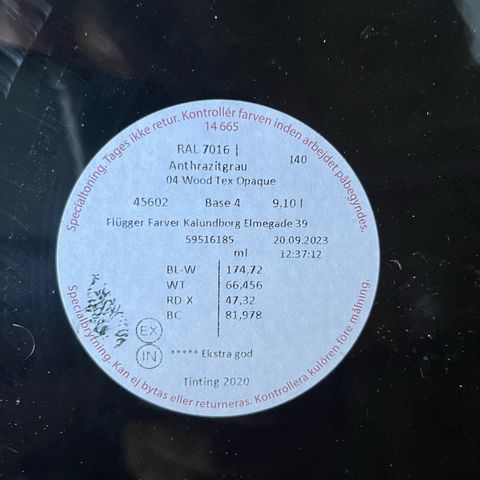 Specialtoning. Tages ikke retur. Kontrollér farven inden arbejdet påbegyndes.
14 665
RAL 7016 |
140
Anthrazitgrau
04 Wood Tex Opaque
45602 Base 4 9,10 l
Flügger Farver Kalundborg Elmegade 39
59516185 20.09.2023
ml 12:37:12
BL-W 174,72
WT 66,456
RD-X 47,32
BC 81,978
EX
IN
***** Ekstra god
Tinting 2020
Specialbrytning. Kan ej bytas eller returneras. Kontrollera kulören före målning.